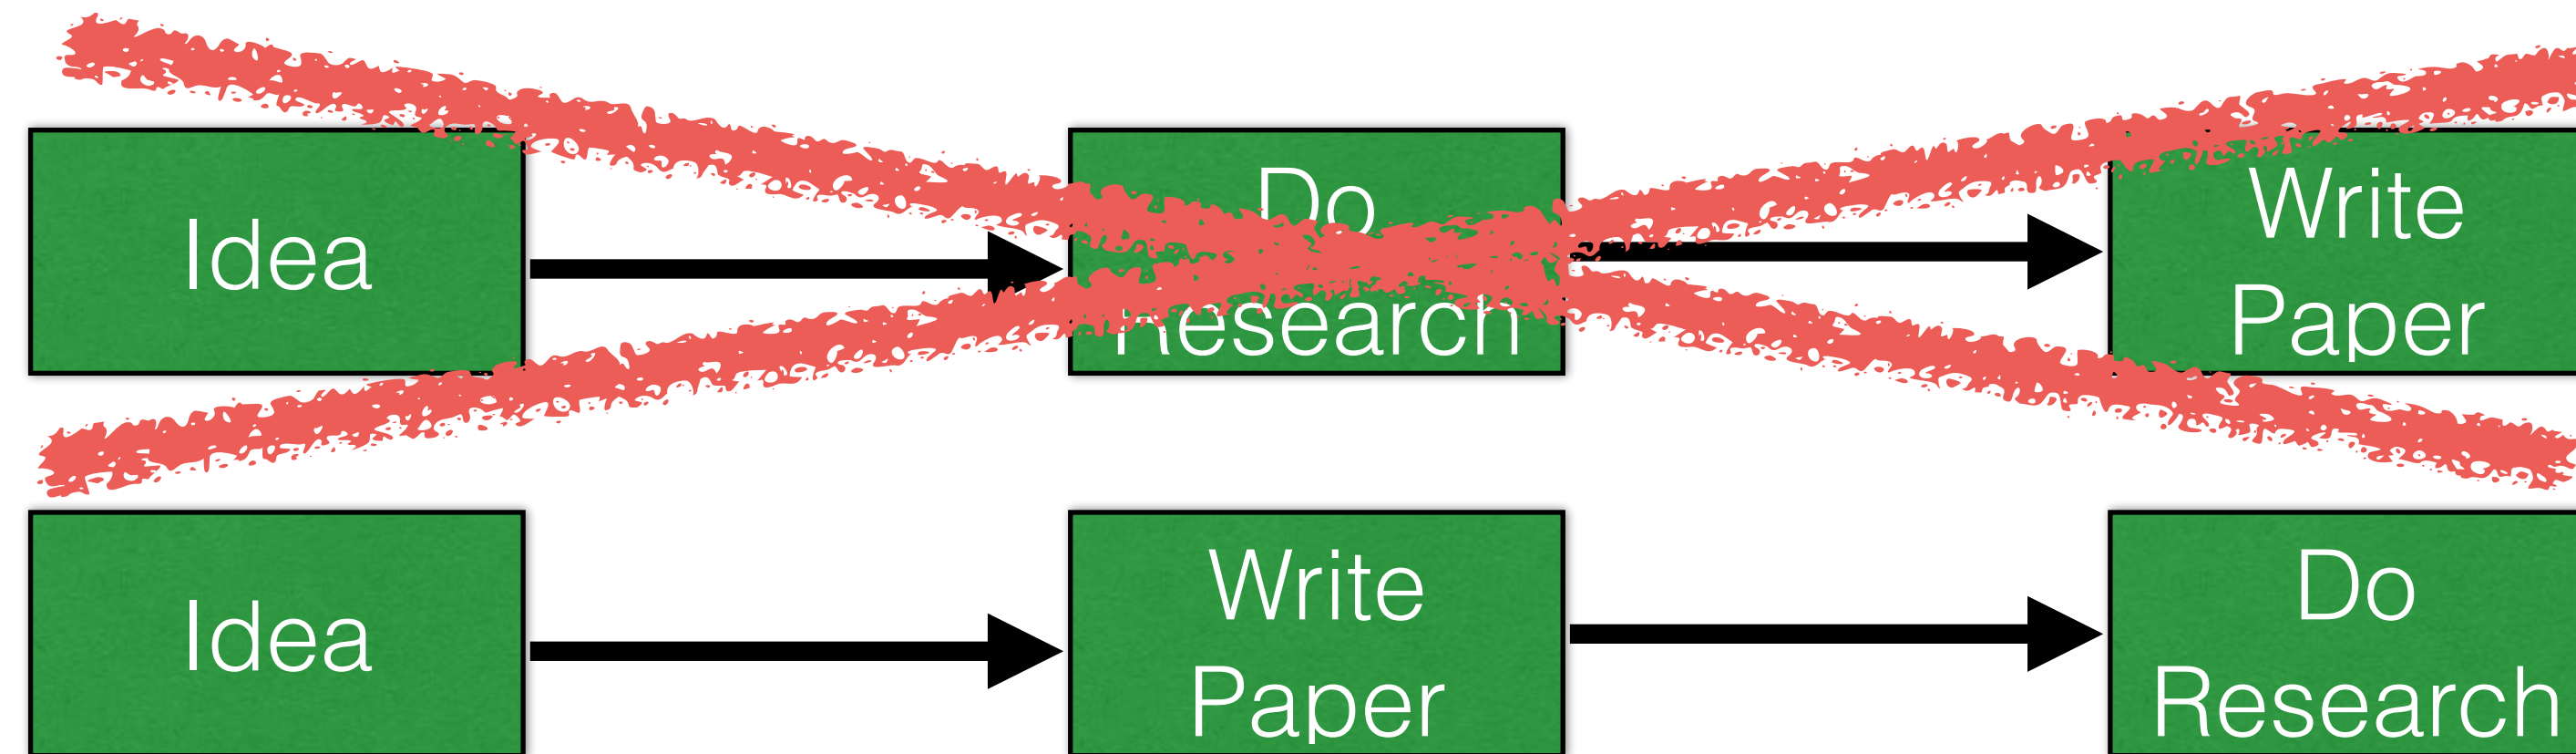 Idea
Do
Research
Write
Paper
Idea
Write
Paper
Do
Research